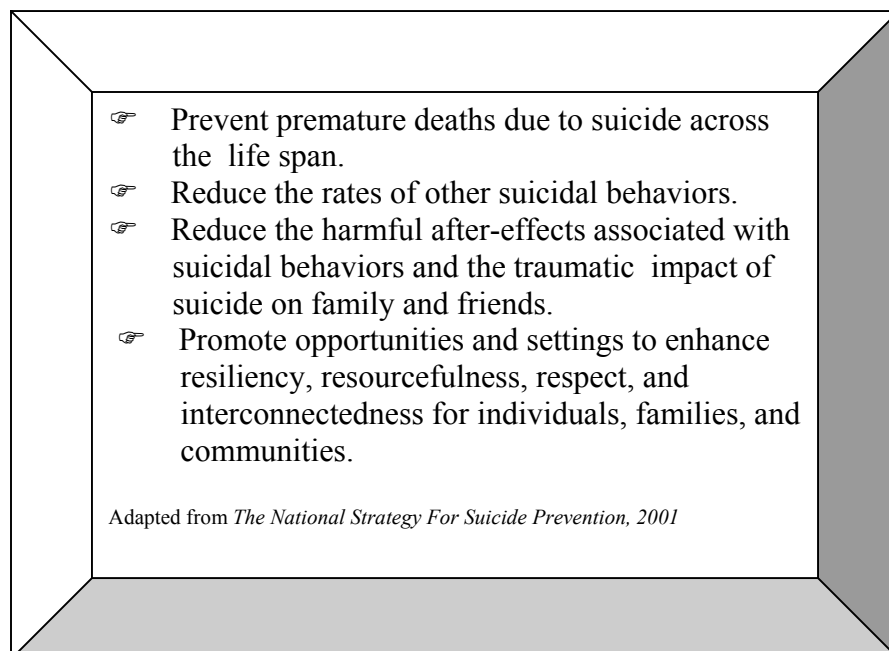 ☞ Prevent premature deaths due to suicide across
the life span.
☞ Reduce the rates of other suicidal behaviors.
☞ Reduce the harmful after-effects associated with
suicidal behaviors and the traumatic impact of
suicide on family and friends.
☞ Promote opportunities and settings to enhance
resiliency, resourcefulness, respect, and
interconnectedness for individuals, families, and
communities.
Adapted from The National Strategy For Suicide Prevention, 2001